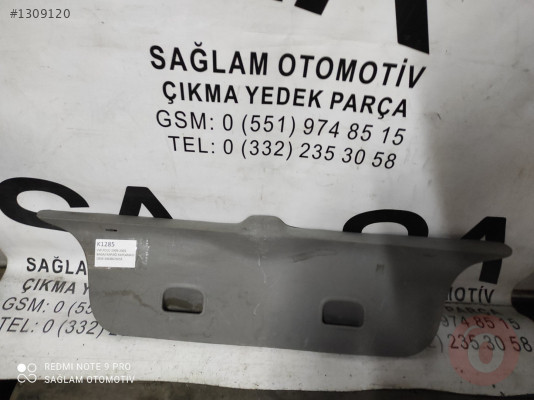 #1309120
SAĞLAM OTOMOTİV
ÇIKMA YEDEK PARÇA
GSM: 0 (551) 974 85 15
TEL: 0 (332) 235 30 58
K1285
SAĞLAM
ÇIKMA YE
GSM: 0 (55
TEL: 0 (332)
974 85 15
235 30 58
REDMI NOTE 9 PRO
SAĞLAM OTOMOTİV